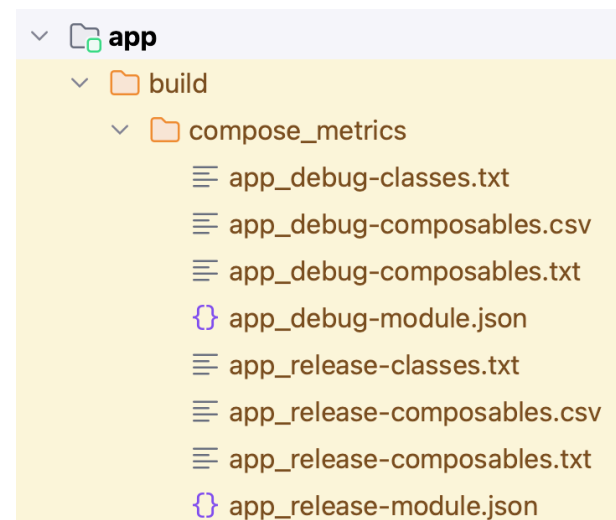 app
build
compose_metrics
app_debug-classes.txt
app_debug-composables.csv
app_debug-composables.txt
app_debug-module.json
app_release-classes.txt
app_release-composables.csv
app_release-composables.txt
app_release-module.json